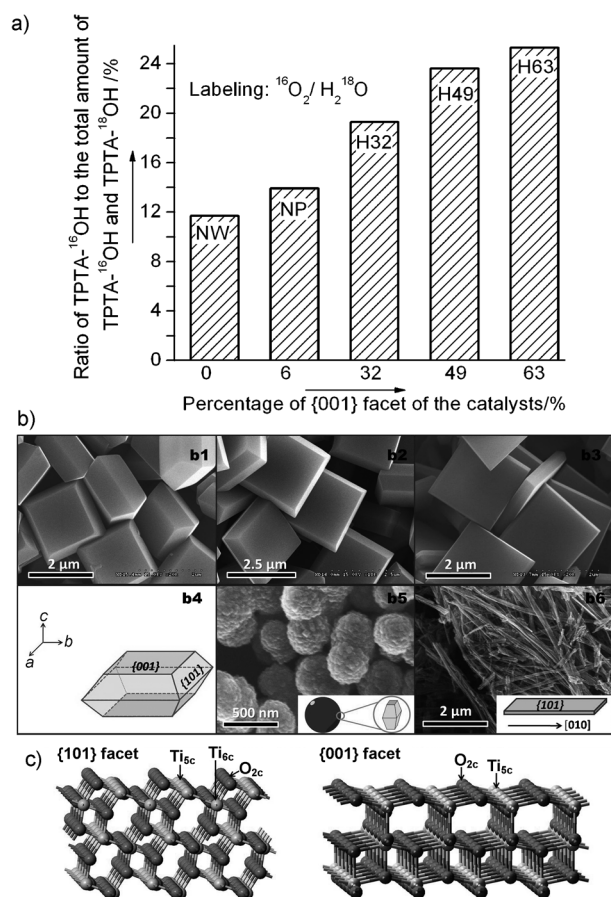 a)
Ratio of TPTA-¹⁶OH to the total amount of
TPTA-¹⁶OH and TPTA-¹⁸OH /%
24
20
16
12
8
4
0
Labeling: ¹⁶O₂/ H₂¹⁸O
NW
NP
H32
H49
H63
0 6 32 49 63
Percentage of {001} facet of the catalysts/%
b)
b1
2 μm
b2
2.5 μm
b3
2 μm
b4
c
b
a
{001}
{101}
b5
500 nm
b6
2 μm
{101}
[010]
c)
{101} facet
Ti5c
Ti6c
O2c
{001} facet
O2c
Ti5c